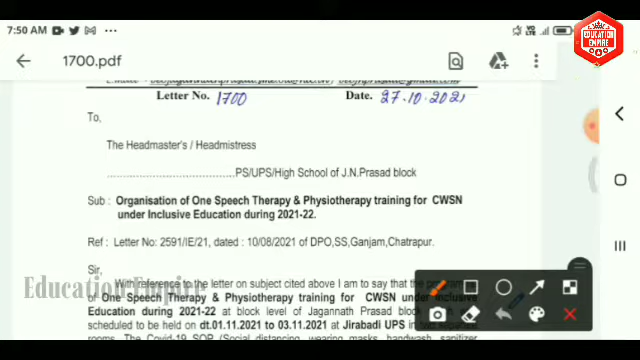 7:50 AM
EDUCATION
EMPIRE
1700.pdf
Letter No. 1700 Date. 27.10.2021
To,
The Headmaster's / Headmistress
........................................PS/UPS/High School of J.N.Prasad block
Sub : Organisation of One Speech Therapy & Physiotherapy training for CWSN
under Inclusive Education during 2021-22.
Ref : Letter No: 2591/IE/21, dated : 10/08/2021 of DPO,SS,Ganjam,Chatrapur.
Sir,
Education Empire
With reference to the letter on subject cited above I am to say that the
of One Speech Therapy & Physiotherapy training for CWSN under Inclusive
Education during 2021-22 at block level of Jagannath Prasad block
scheduled to be held on dt.01.11.2021 to 03.11.2021 at Jirabadi UPS in
rooms. The Covid-19 SOP /Social distancing, wearing masks, handwash, sanitizer